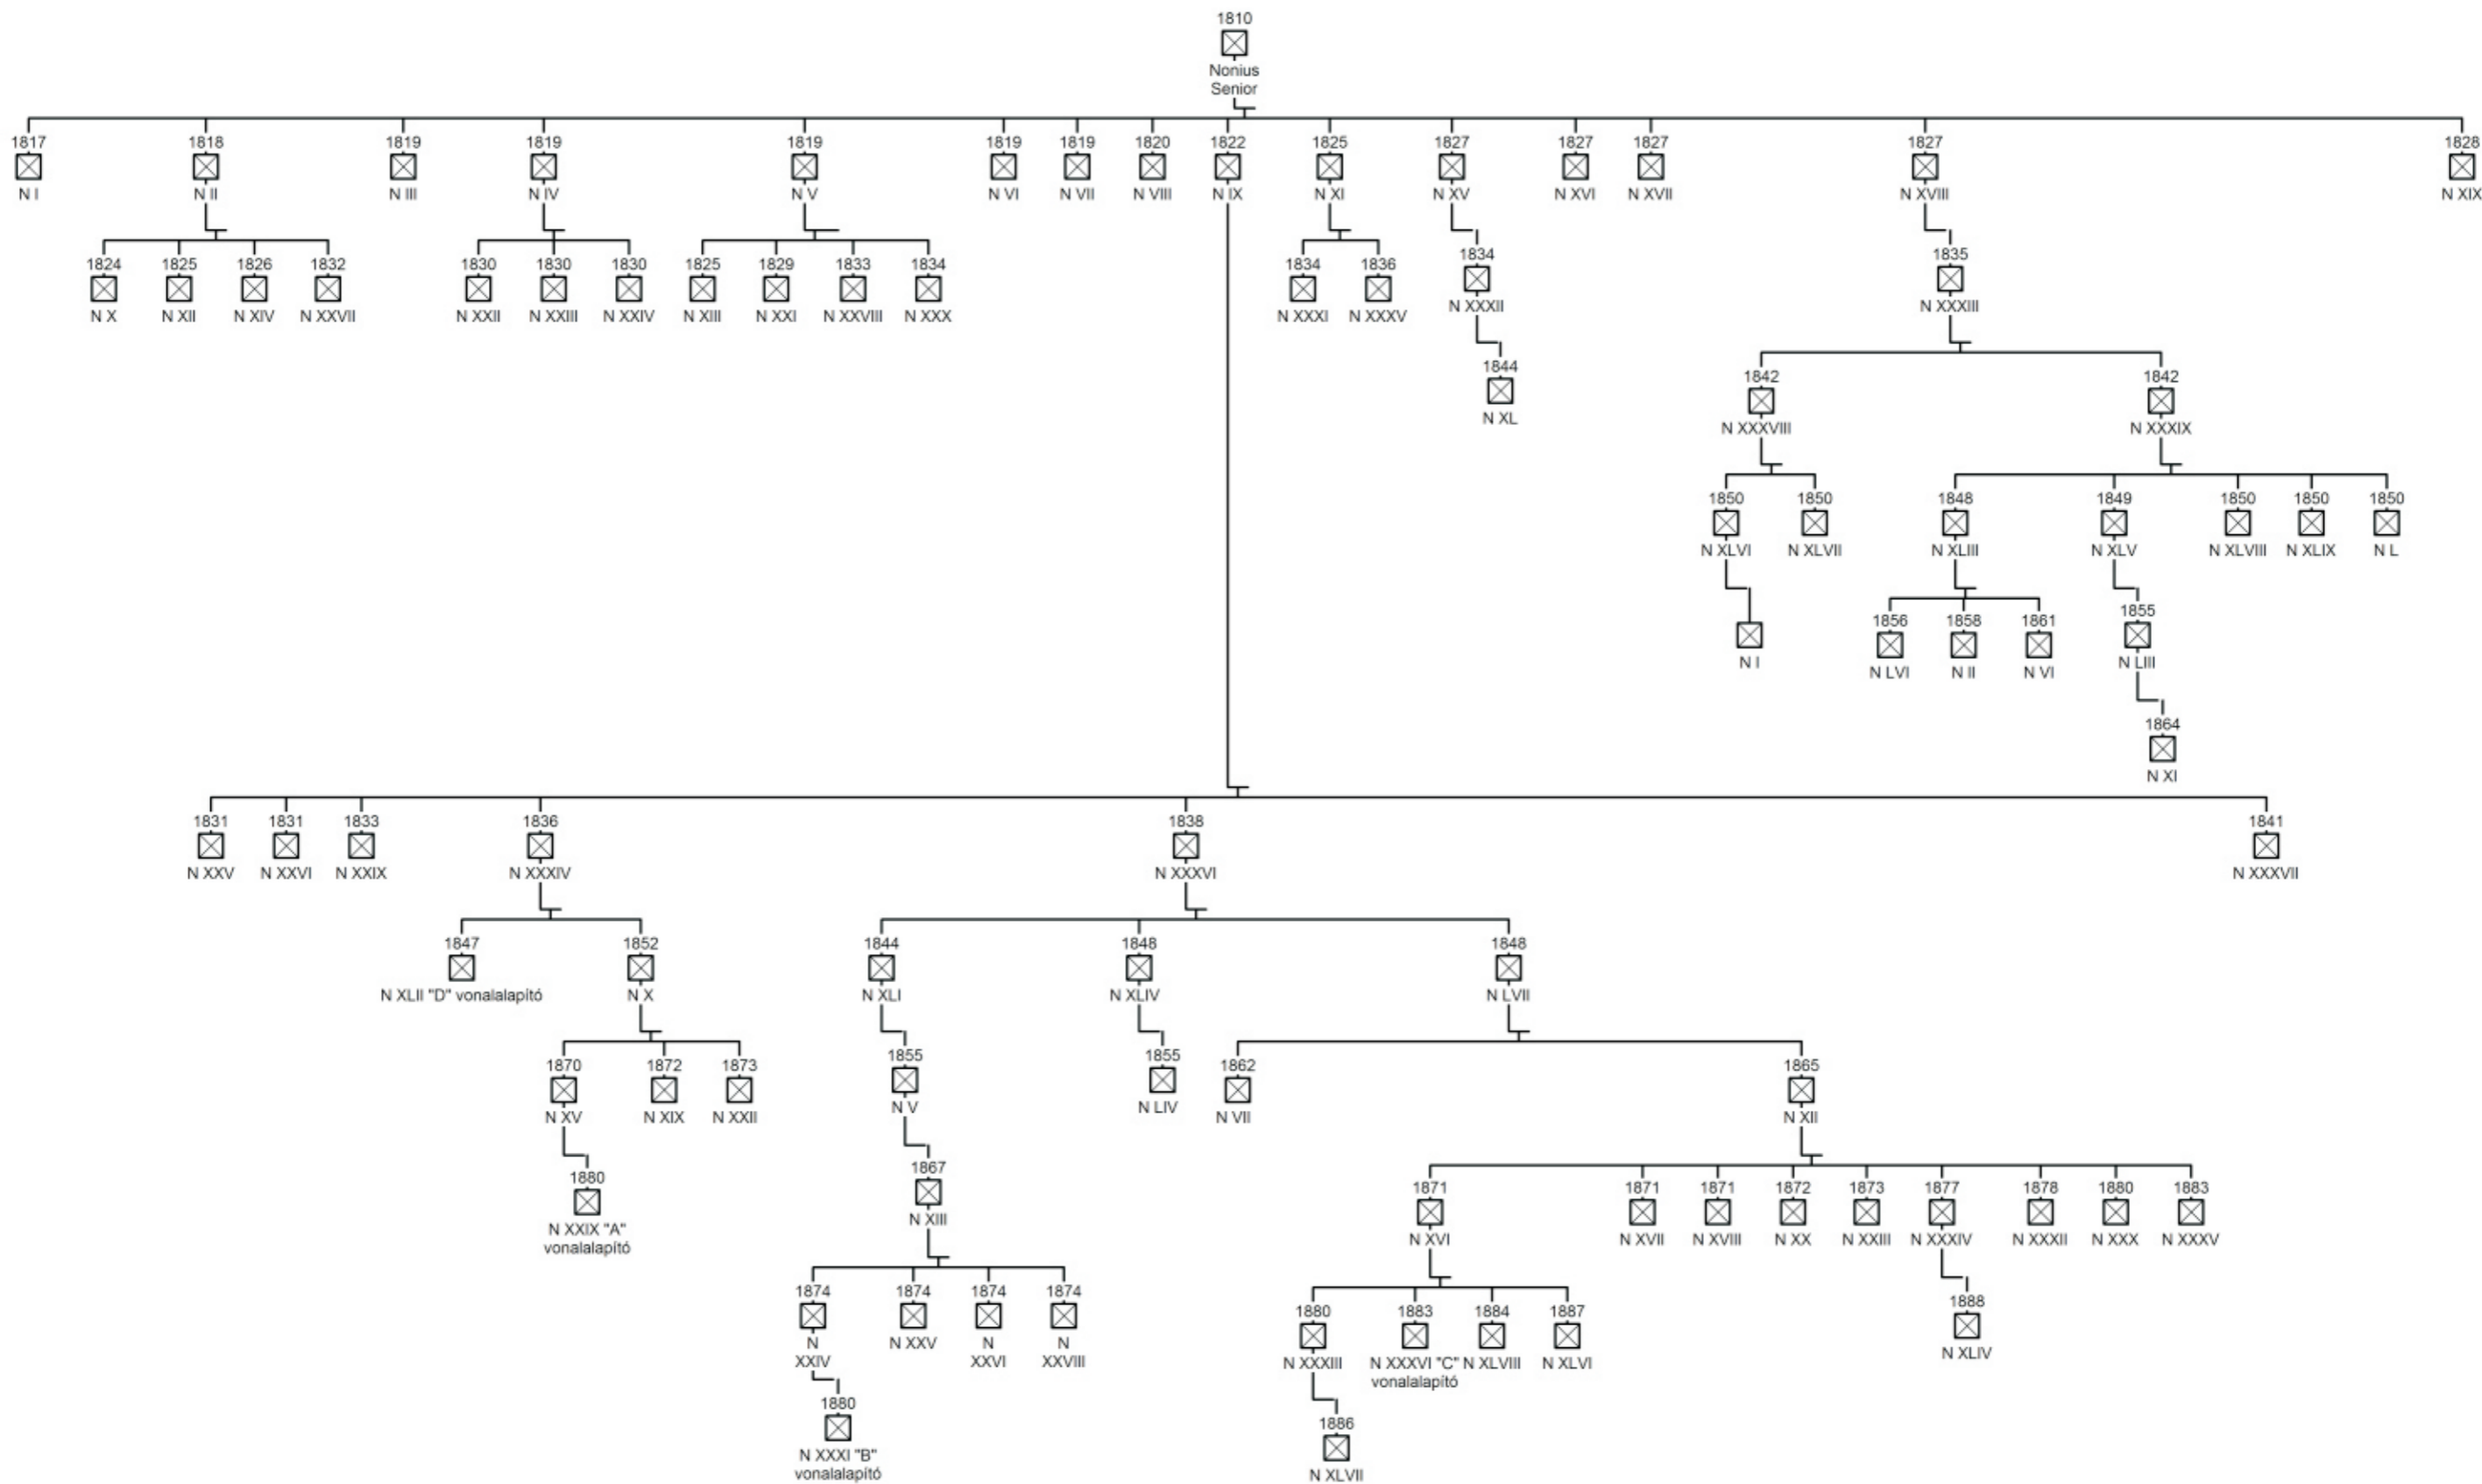 1810
Nonius
Senior
1817 1818 1819 1819 1819 1819 1819 1820 1822 1825 1827 1827 1827 1827 1828
N I N II N III N IV N V N VI N VII N VIII N IX N XI N XV N XVI N XVII N XVIII N XIX
1834 1835
1824 1825 1826 1832 1830 1830 1830 1825 1829 1833 1834 1834 1836
N XXXII N XXXIII
N X N XII N XIV N XXVII N XXII N XXIII N XXIV N XIII N XXI N XXVIII N XXX N XXXI N XXXV
1844
1842 1842
N XL
N XXXVIII N XXXIX
1850 1850 1848 1849 1850 1850 1850
N XLVI N XLVII N XLIII N XLV N XLVIII N XLIX N L
1855
1856 1858 1861
N I N LIII
N LVI N II N VI
1864
N XI
1831 1831 1833 1836 1838 1841
N XXV N XXVI N XXIX N XXXIV N XXXVI N XXXVII
1847 1852 1844 1848 1848
N XLII "D" vonalalapító N X N XLI N XLIV N LVII
1855 1855
1870 1872 1873 1862 1865
N V N LIV
N XV N XIX N XXII N VII N XII
1867
1880
1871 1871 1871 1872 1873 1877 1878 1880 1883
N XIII
N XXIX "A"
vonalalapító
N XVI N XVII N XVIII N XX N XXIII N XXXIV N XXXII N XXX N XXXV
1874 1874 1874 1874
1888
1880 1883 1884 1887
N N XXV N N
XXIV XXVI XXVIII
N XLIV
N XXXIII N XXXVI "C" N XLVIII N XLVI
vonalalapító
1880
1886
N XXXI "B"
vonalalapító
N XLVII